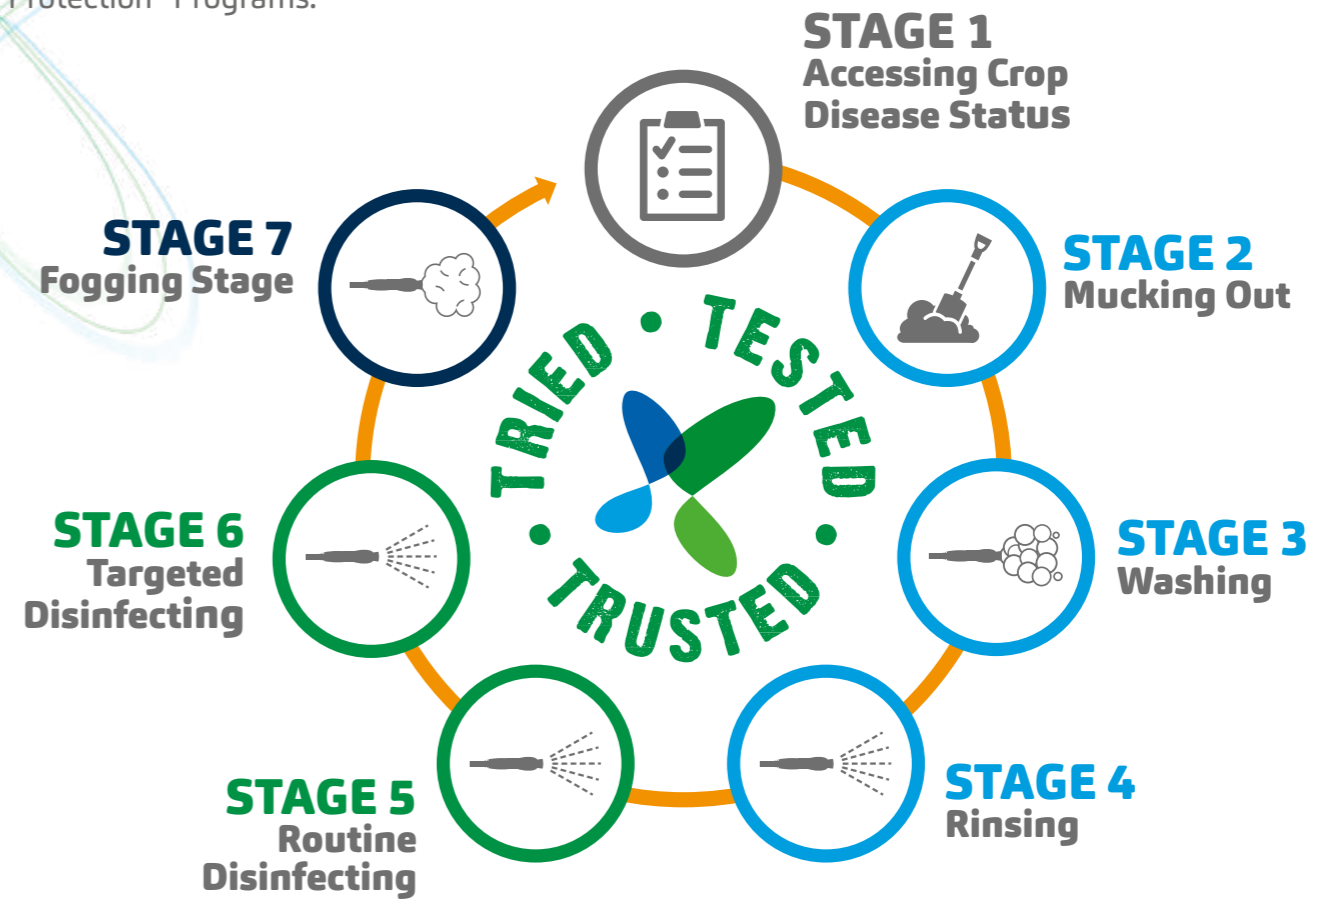 Protection Programs.
STAGE 1
Accessing Crop
Disease Status
STAGE 2
Mucking Out
STAGE 3
Washing
STAGE 4
Rinsing
STAGE 5
Routine
Disinfecting
STAGE 6
Targeted
Disinfecting
STAGE 7
Fogging Stage
TRIED • TESTED • TRUSTED •